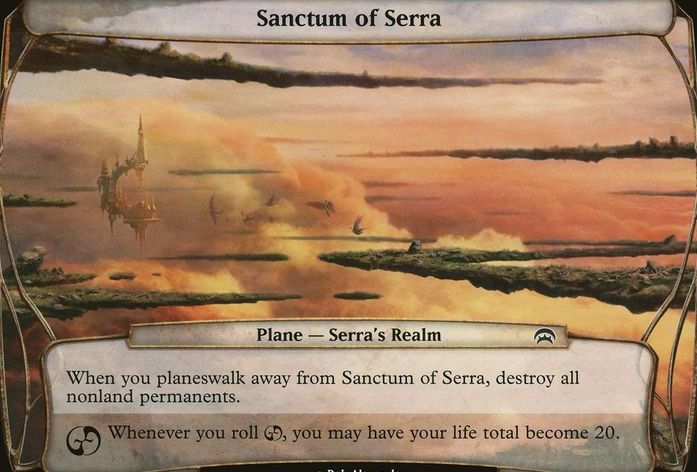 Sanctum of Serra
Plane — Serra's Realm
When you planeswalk away from Sanctum of Serra, destroy all
nonland permanents.
Whenever you roll , you may have your life total become 20.